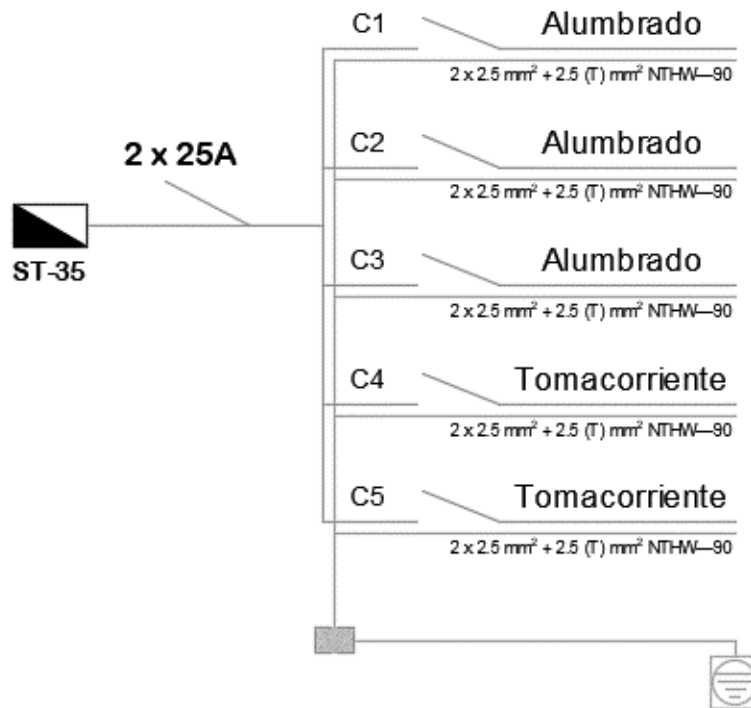 C1 Alumbrado
2 x 2.5 mm² + 2.5 (T) mm² NTHW—90
C2 Alumbrado
2 x 25A
2 x 2.5 mm² + 2.5 (T) mm² NTHW—90
ST-35
C3 Alumbrado
2 x 2.5 mm² + 2.5 (T) mm² NTHW—90
C4 Tomacorriente
2 x 2.5 mm² + 2.5 (T) mm² NTHW—90
C5 Tomacorriente
2 x 2.5 mm² + 2.5 (T) mm² NTHW—90